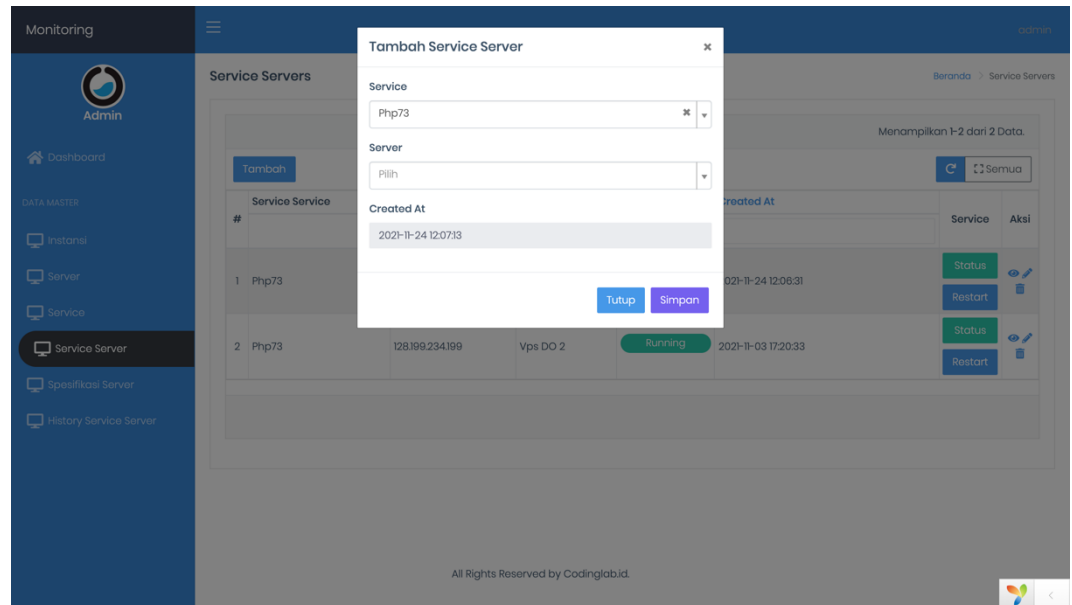 Monitoring
admin
Admin
Dashboard
DATA MASTER
Instansi
Server
Service
Service Server
Spesifikasi Server
History Service Server
Service Servers
Beranda > Service Servers
Menampilkan 1-2 dari 2 Data.
Tambah
Semua
# Service Service Created At Service Aksi
1 Php73 021-11-24 12:06:31 Status Restart
2 Php73 128.199.234.199 Vps DO 2 Running 2021-11-03 17:20:33 Status Restart
Tambah Service Server
Service
Php73
Server
Pilih
Created At
2021-11-24 12:07:13
Tutup Simpan
All Rights Reserved by Codinglab.id.